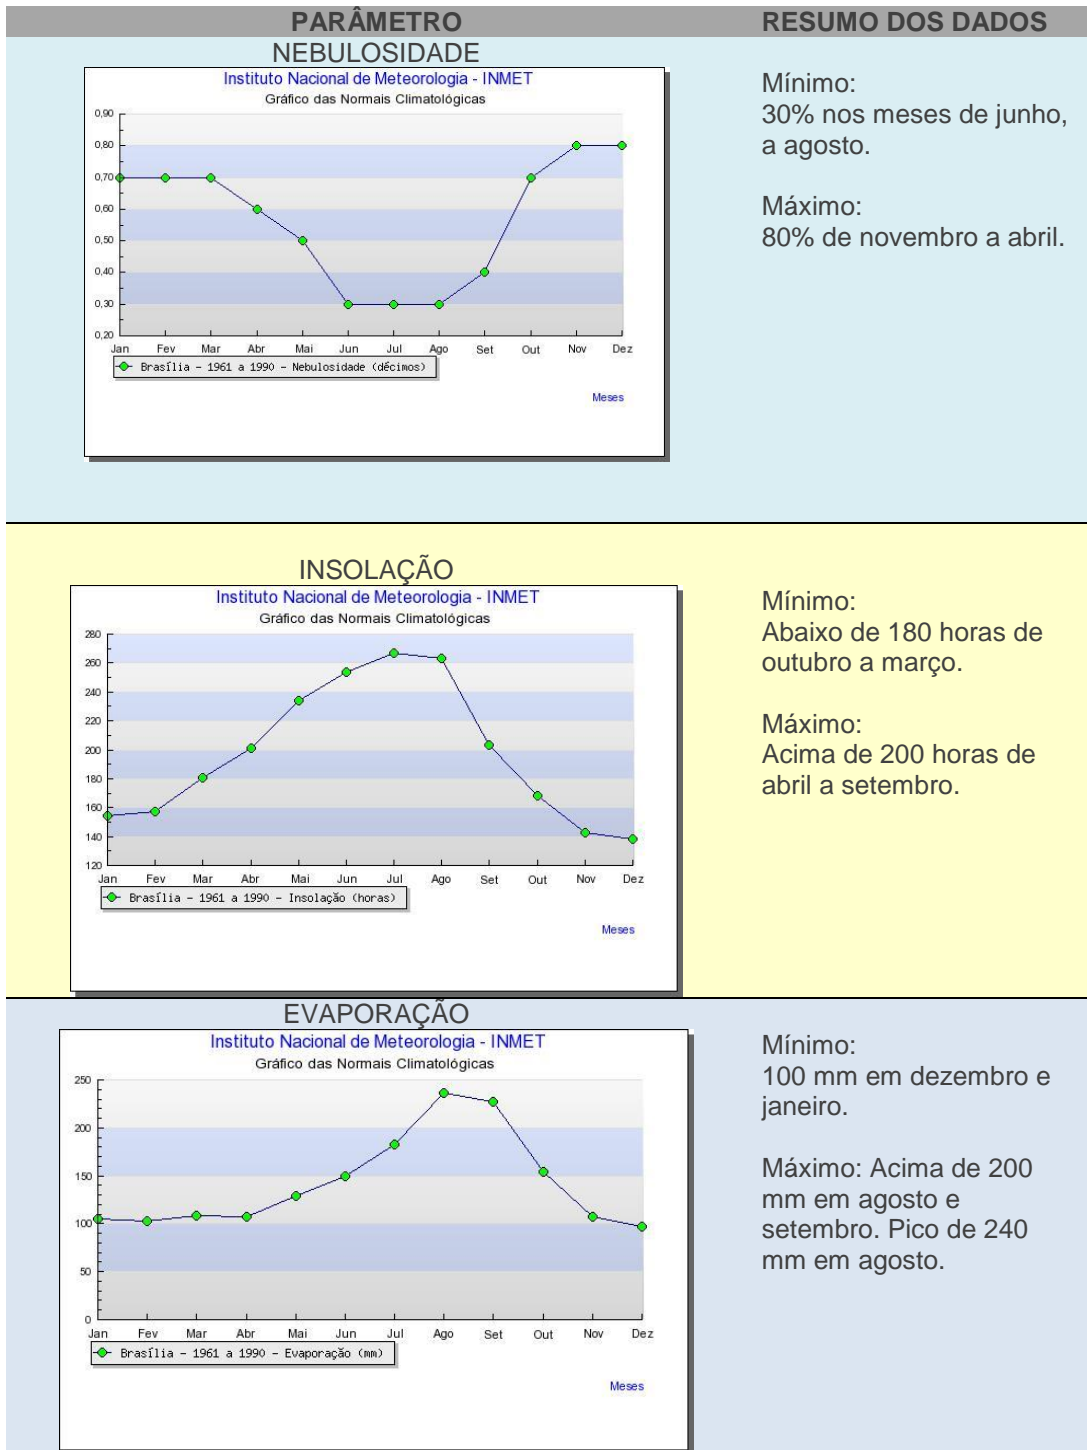 PARÂMETRO
RESUMO DOS DADOS
NEBULOSIDADE
Instituto Nacional de Meteorologia - INMET
Gráfico das Normais Climatológicas
0,90
0,80
0,70
0,60
0,50
0,40
0,30
0,20
Jan Fev Mar Abr Mai Jun Jul Ago Set Out Nov Dez
Brasília - 1961 a 1990 - Nebulosidade (décimos)
Meses
Mínimo:
30% nos meses de junho,
a agosto.
Máximo:
80% de novembro a abril.
INSOLAÇÃO
Instituto Nacional de Meteorologia - INMET
Gráfico das Normais Climatológicas
280
260
240
220
200
180
160
140
120
Jan Fev Mar Abr Mai Jun Jul Ago Set Out Nov Dez
Brasília - 1961 a 1990 - Insolação (horas)
Meses
Mínimo:
Abaixo de 180 horas de
outubro a março.
Máximo:
Acima de 200 horas de
abril a setembro.
EVAPORAÇÃO
Instituto Nacional de Meteorologia - INMET
Gráfico das Normais Climatológicas
250
200
150
100
50
0
Jan Fev Mar Abr Mai Jun Jul Ago Set Out Nov Dez
Brasília - 1961 a 1990 - Evaporação (mm)
Meses
Mínimo:
100 mm em dezembro e
janeiro.
Máximo: Acima de 200
mm em agosto e
setembro. Pico de 240
mm em agosto.